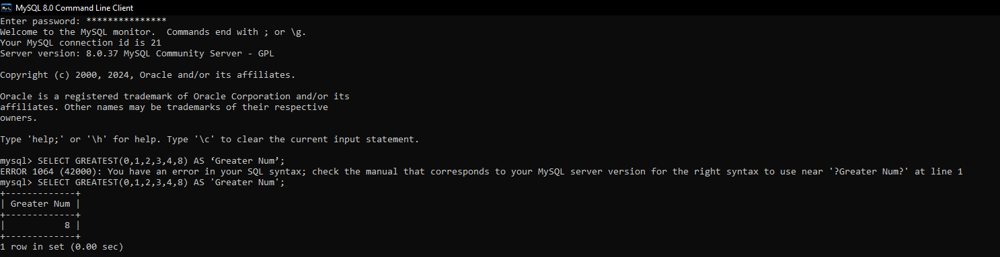 MySQL 8.0 Command Line Client
Enter password: ***************
Welcome to the MySQL monitor.  Commands end with ; or \g.
Your MySQL connection id is 21
Server version: 8.0.37 MySQL Community Server - GPL
Copyright (c) 2000, 2024, Oracle and/or its affiliates.
Oracle is a registered trademark of Oracle Corporation and/or its
affiliates. Other names may be trademarks of their respective
owners.
Type 'help;' or '\h' for help. Type '\c' to clear the current input statement.
mysql> SELECT GREATEST(0,1,2,3,4,8) AS ‘Greater Num’;
ERROR 1064 (42000): You have an error in your SQL syntax; check the manual that corresponds to your MySQL server version for the right syntax to use near '?Greater Num?' at line 1
mysql> SELECT GREATEST(0,1,2,3,4,8) AS 'Greater Num';
+-------------+
| Greater Num |
+-------------+
|           8 |
+-------------+
1 row in set (0.00 sec)